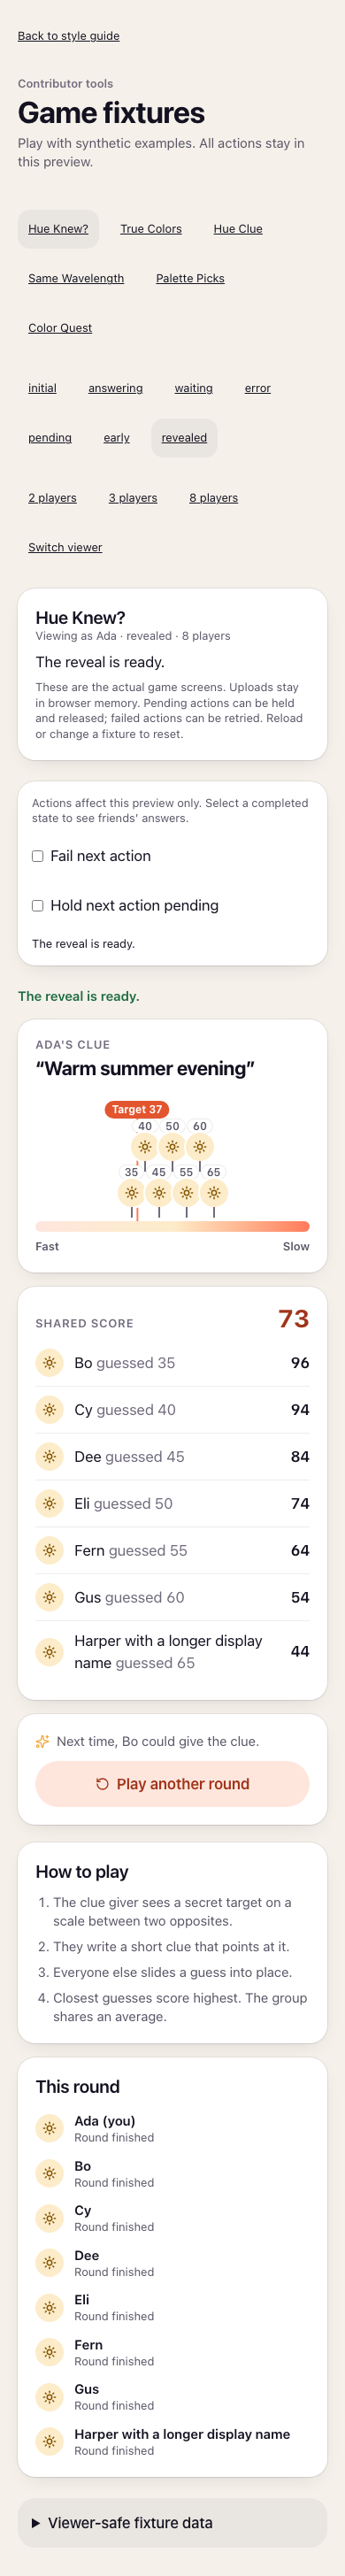 Back to style guide
Contributor tools
Game fixtures
Play with synthetic examples. All actions stay in
this preview.
Hue Knew? True Colors Hue Clue
Same Wavelength Palette Picks
Color Quest
initial answering waiting error
pending early revealed
2 players 3 players 8 players
Switch viewer
Hue Knew?
Viewing as Ada · revealed · 8 players
The reveal is ready.
These are the actual game screens. Uploads stay
in browser memory. Pending actions can be held
and released; failed actions can be retried. Reload
or change a fixture to reset.
Actions affect this preview only. Select a completed
state to see friends’ answers.
Fail next action
Hold next action pending
The reveal is ready.
The reveal is ready.
ADA'S CLUE
“Warm summer evening”
Target 37
40 50 60
35 45 55 65
Fast Slow
SHARED SCORE 73
Bo guessed 35 96
Cy guessed 40 94
Dee guessed 45 84
Eli guessed 50 74
Fern guessed 55 64
Gus guessed 60 54
Harper with a longer display
name guessed 65 44
Next time, Bo could give the clue.
Play another round
How to play
1. The clue giver sees a secret target on a
scale between two opposites.
2. They write a short clue that points at it.
3. Everyone else slides a guess into place.
4. Closest guesses score highest. The group
shares an average.
This round
Ada (you)
Round finished
Bo
Round finished
Cy
Round finished
Dee
Round finished
Eli
Round finished
Fern
Round finished
Gus
Round finished
Harper with a longer display name
Round finished
Viewer-safe fixture data